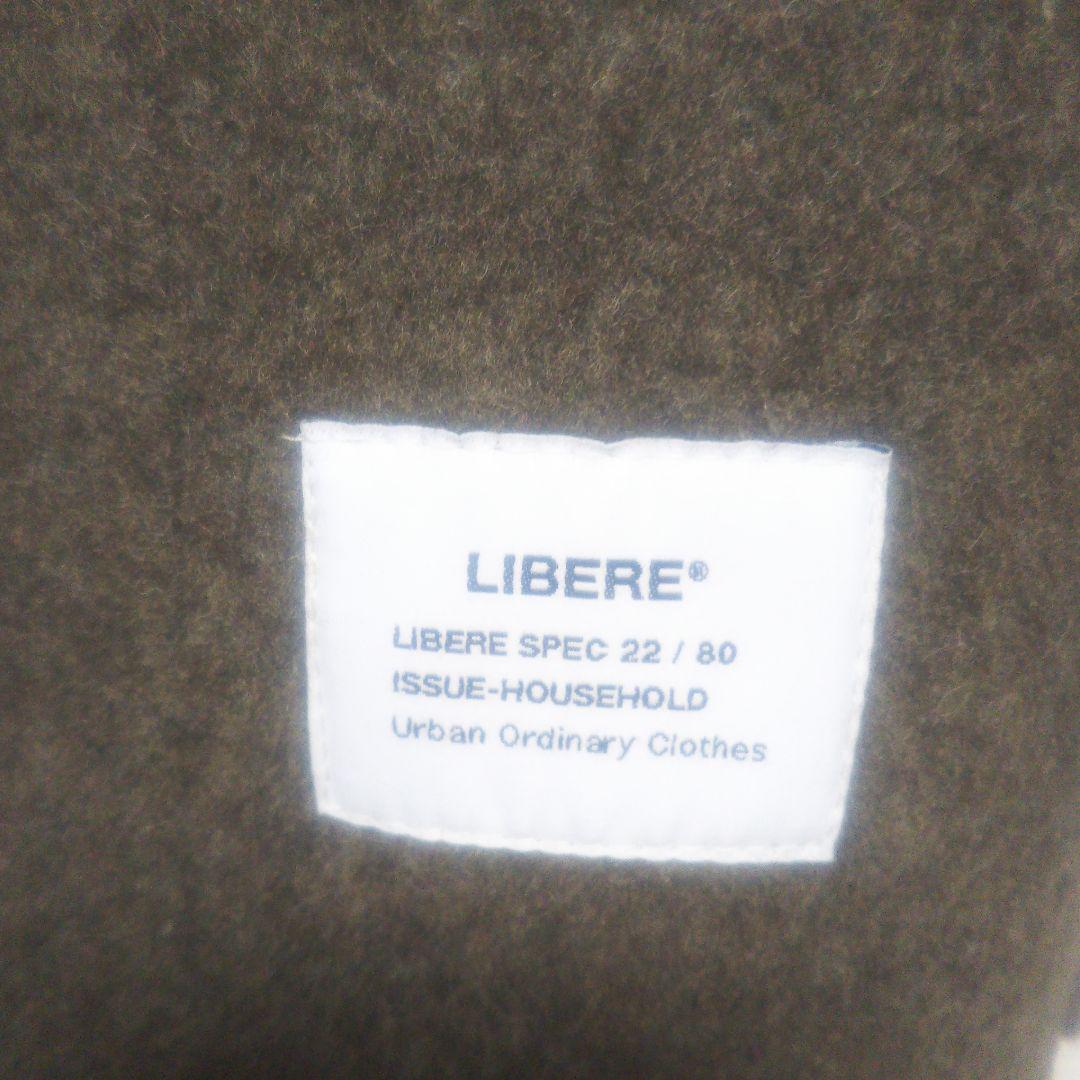 LIBERE®
LIBERE SPEC 22 / 80
ISSUE-HOUSEHOLD
Urban Ordinary Clothes